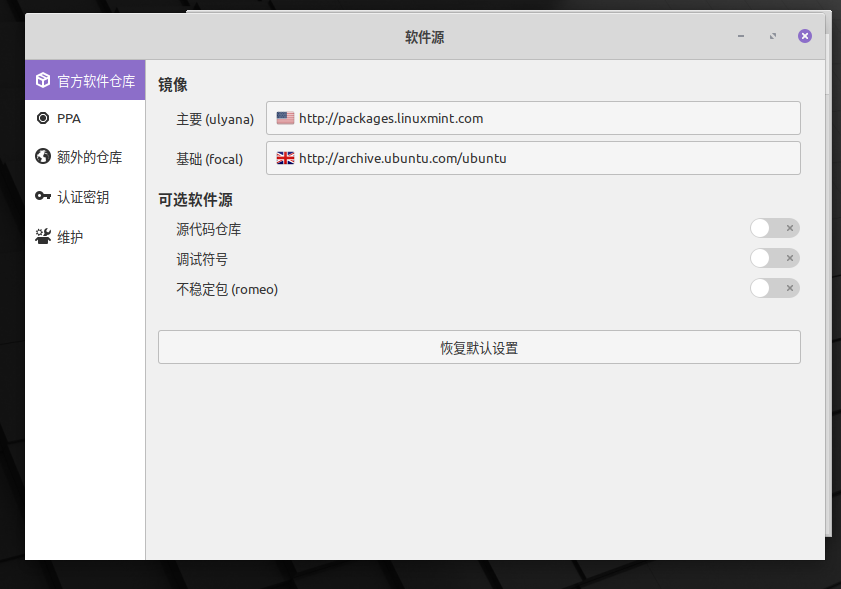 软件源
官方软件仓库
PPA
额外的仓库
认证密钥
维护
镜像
主要 (ulyana) http://packages.linuxmint.com
基础 (focal) http://archive.ubuntu.com/ubuntu
可选软件源
源代码仓库
调试符号
不稳定包 (romeo)
恢复默认设置